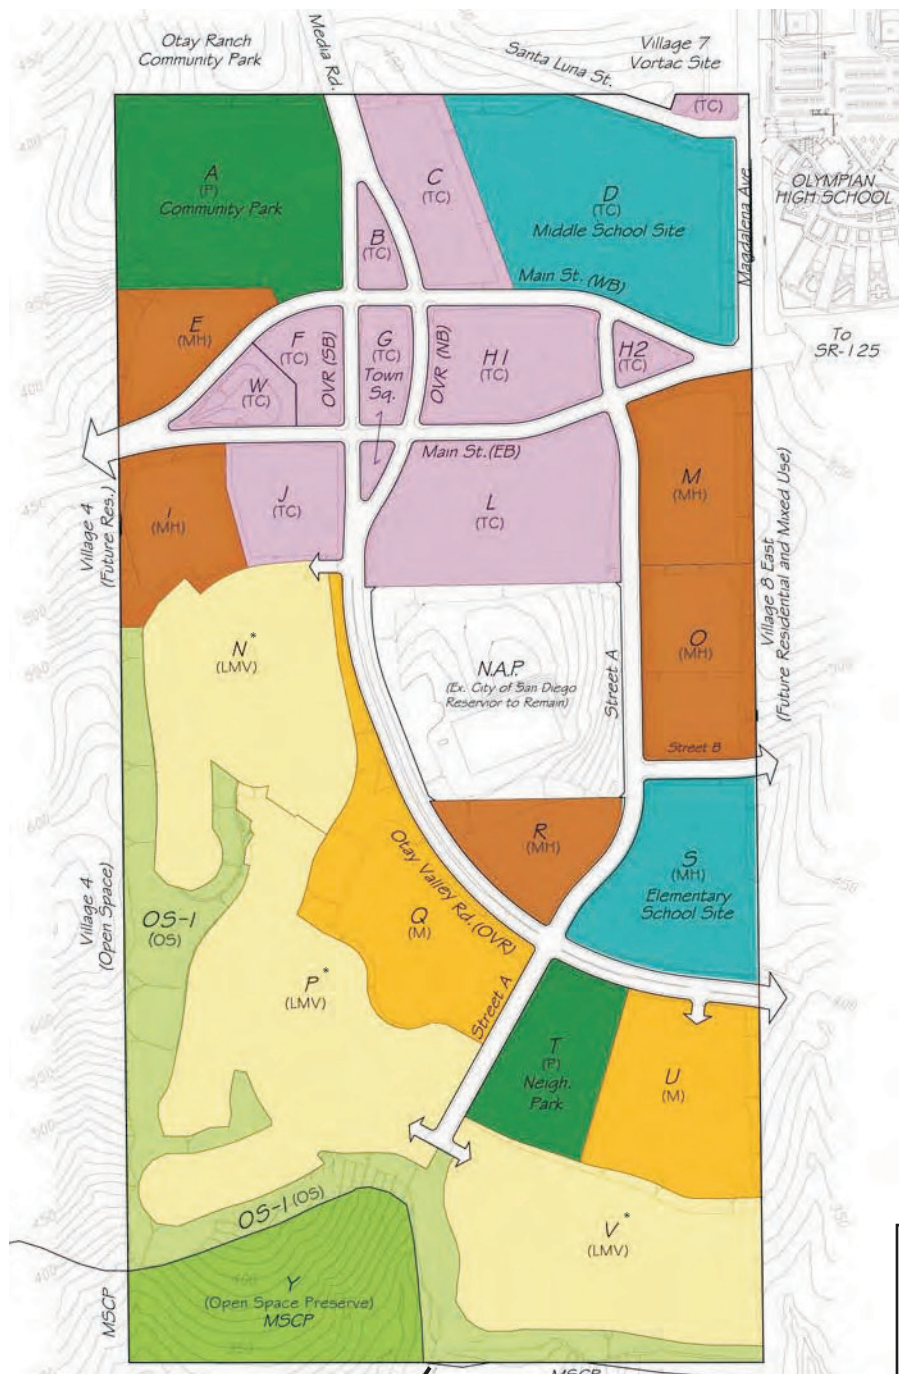 Otay Ranch
Community Park
Media Rd.
Santa Luna St.
Village 7
Vortac Site
(TC)
A
(P)
Community Park
C
(TC)
D
(TC)
Middle School Site
Magdalena Ave.
OLYMPIAN
HIGH SCHOOL
B
(TC)
Main St. (WB)
E
(MH)
F
(TC)
OVR (SB)
G
(TC)
Town
Sq.
OVR (NB)
H1
(TC)
H2
(TC)
To
SR-125
W
(TC)
Main St.(EB)
I
(MH)
J
(TC)
L
(TC)
M
(MH)
Village 4
(Future Res.)
Village 8 East
(Future Residential and Mixed Use)
N*
(LMV)
N.A.P.
(Ex. City of San Diego
Reservior to Remain)
Street A
O
(MH)
Street B
R
(MH)
S
(MH)
Elementary
School Site
Otay Valley Rd. (OVR)
Q
(M)
Village 4
(Open Space)
OS-1
(OS)
P*
(LMV)
Street A
T
(P)
Neigh.
Park
U
(M)
OS-1(OS)
V*
(LMV)
Y
(Open Space Preserve)
MSCP
MSCP
MSCP